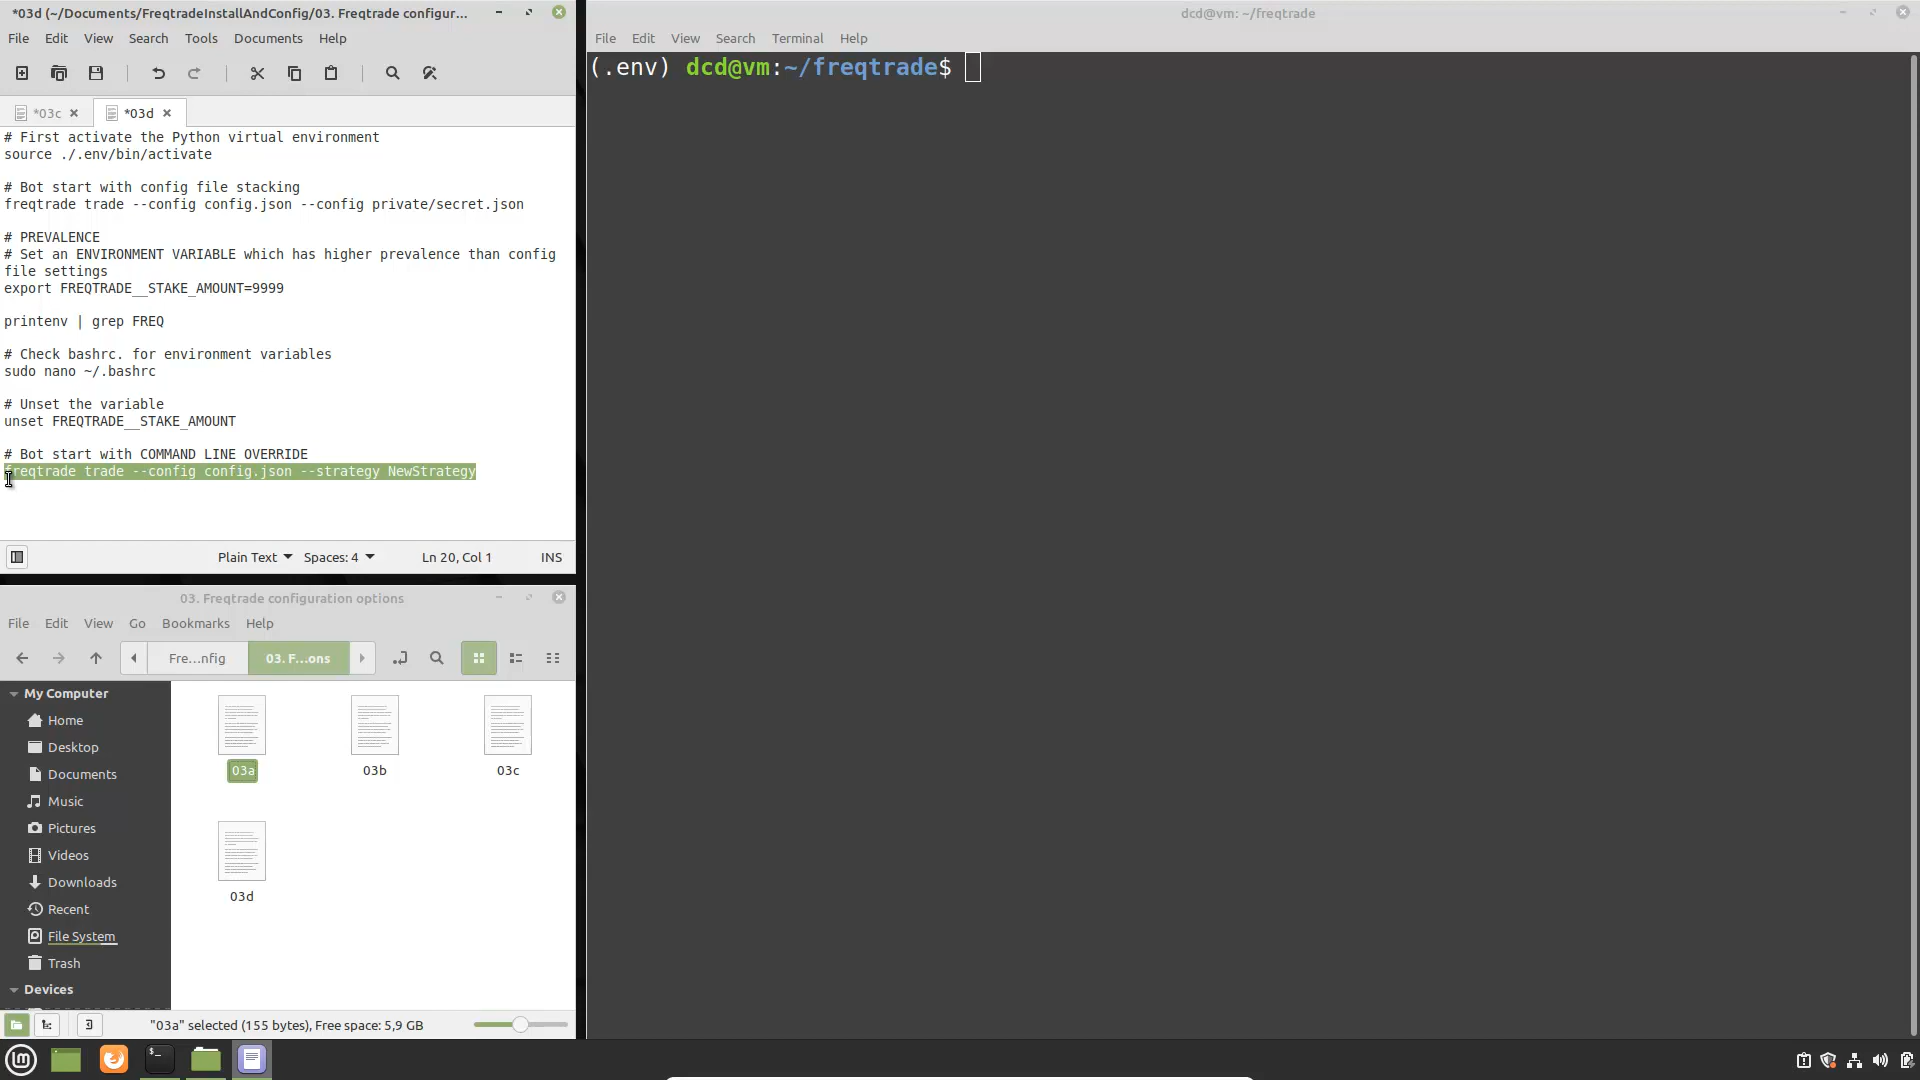 *03d (~/Documents/FreqtradeInstallAndConfig/03. Freqtrade configur...
File Edit View Search Tools Documents Help
*03c
*03d
# First activate the Python virtual environment
source ./.env/bin/activate
# Bot start with config file stacking
freqtrade trade --config config.json --config private/secret.json
# PREVALENCE
# Set an ENVIRONMENT VARIABLE which has higher prevalence than config
file settings
export FREQTRADE__STAKE_AMOUNT=9999
printenv | grep FREQ
# Check bashrc. for environment variables
sudo nano ~/.bashrc
# Unset the variable
unset FREQTRADE__STAKE_AMOUNT
# Bot start with COMMAND LINE OVERRIDE
freqtrade trade --config config.json --strategy NewStrategy
Plain Text Spaces: 4 Ln 20, Col 1 INS
03. Freqtrade configuration options
File Edit View Go Bookmarks Help
Fre...nfig 03. F...ons
My Computer
Home
Desktop
Documents
Music
Pictures
Videos
Downloads
Recent
File System
Trash
Devices
03a
03b
03c
03d
"03a" selected (155 bytes), Free space: 5,9 GB
dcd@vm: ~/freqtrade
File Edit View Search Terminal Help
(.env) dcd@vm:~/freqtrade$